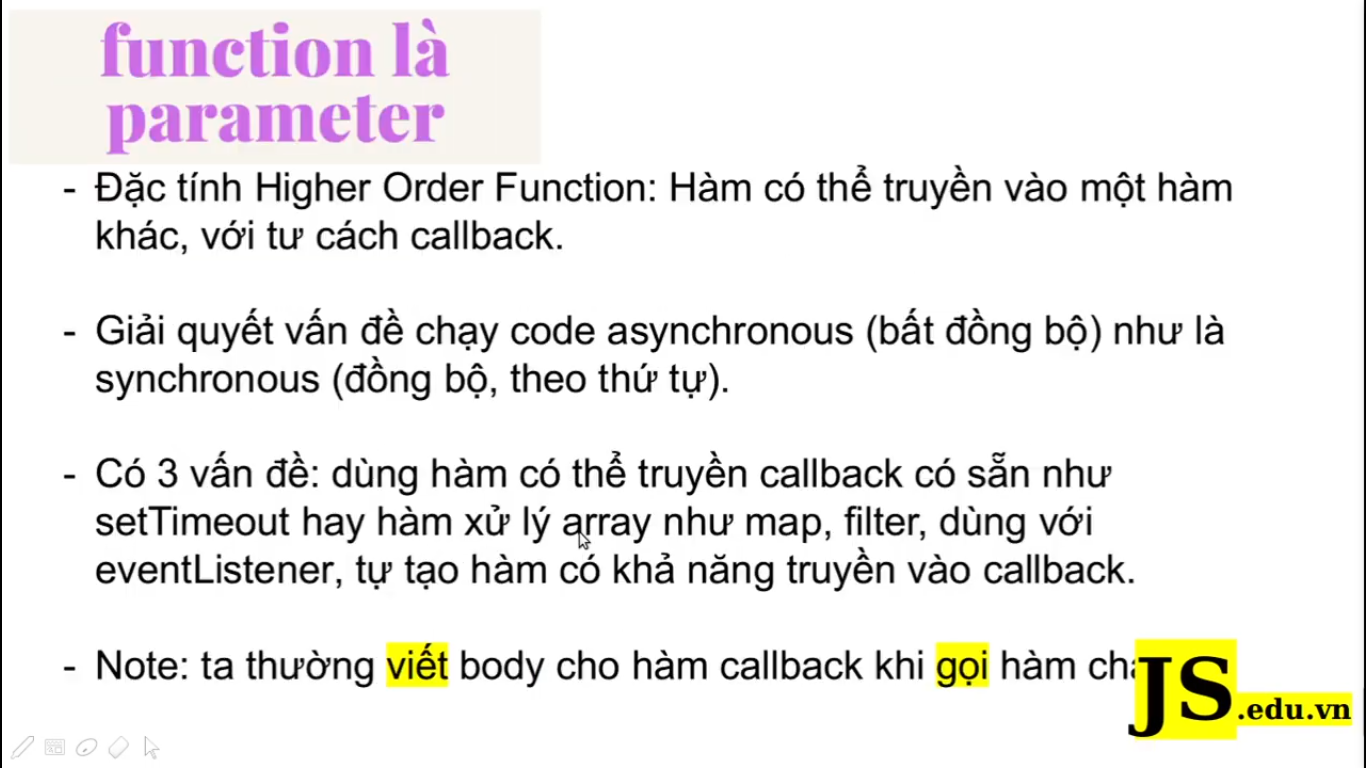 function là
parameter
- Đặc tính Higher Order Function: Hàm có thể truyền vào một hàm
khác, với tư cách callback.
- Giải quyết vấn đề chạy code asynchronous (bất đồng bộ) như là
synchronous (đồng bộ, theo thứ tự).
- Có 3 vấn đề: dùng hàm có thể truyền callback có sẵn như
setTimeout hay hàm xử lý array như map, filter, dùng với
eventListener, tự tạo hàm có khả năng truyền vào callback.
- Note: ta thường viết body cho hàm callback khi gọi hàm
JS.edu.vn